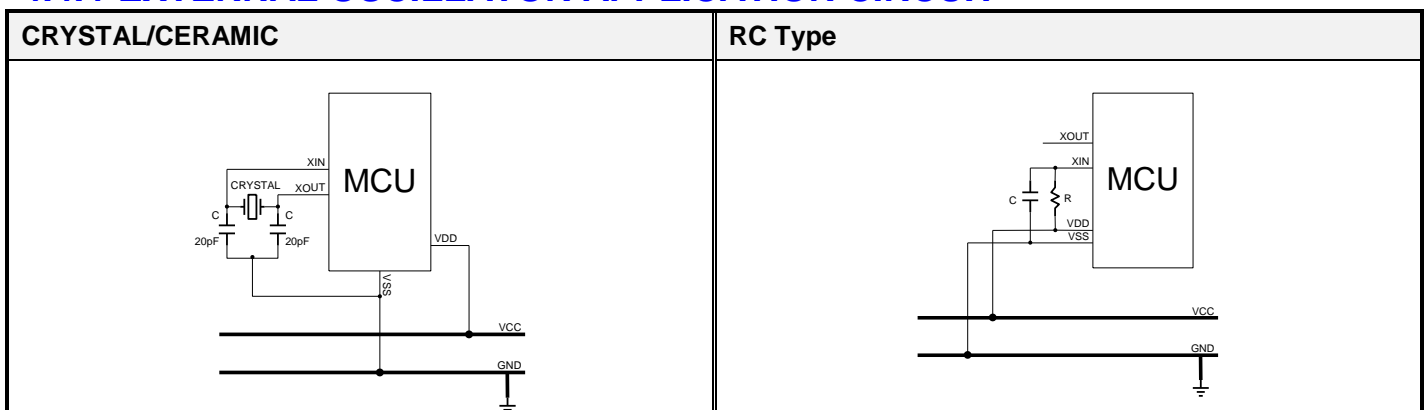 CRYSTAL/CERAMIC
RC Type
XIN
CRYSTAL
XOUT
MCU
C
C
20pF
20pF
VDD
VSS
VCC
GND
XOUT
XIN
MCU
C
R
VDD
VSS
VCC
GND